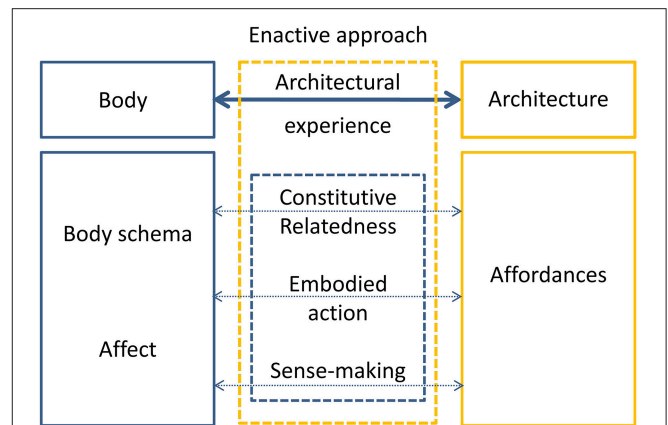 Enactive approach
Body
Architectural
experience
Architecture
Body schema
Affect
Constitutive
Relatedness
Embodied
action
Sense-making
Affordances